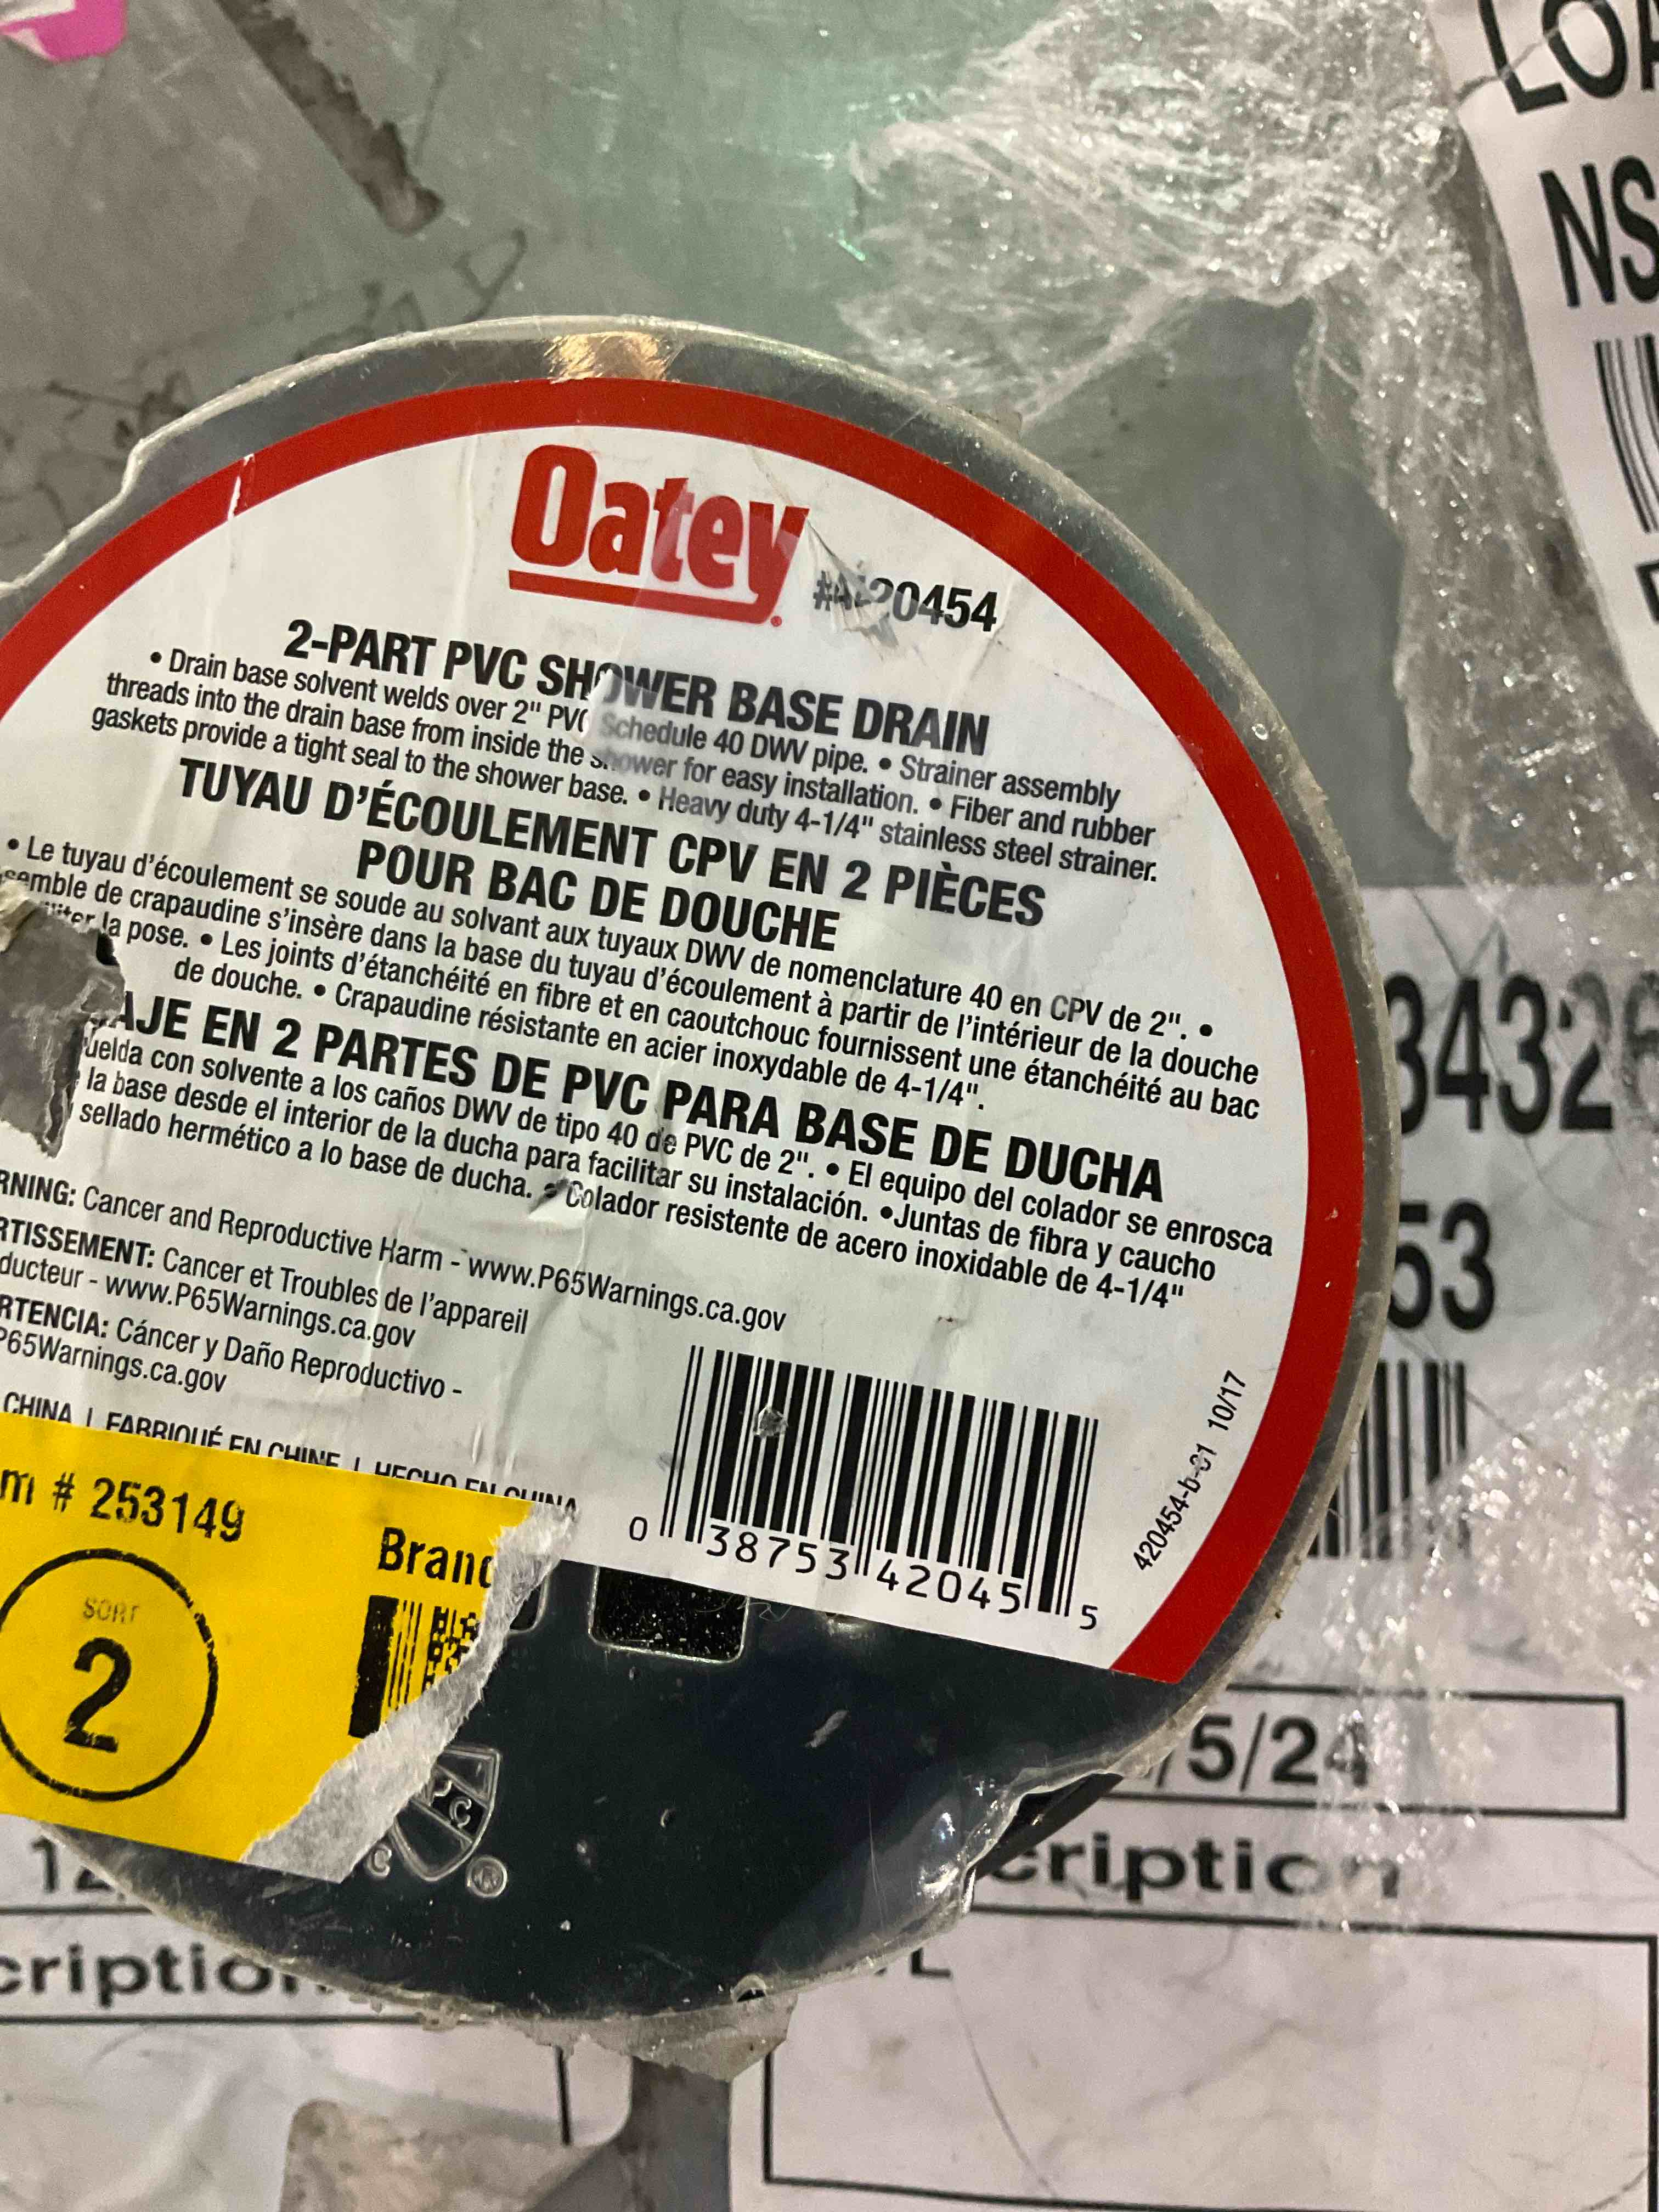 Oatey
2-PART PVC SHOWER BASE DRAIN
• Drain base solvent welds over 2" PVC Schedule 40 DWV pipe. • Strainer assembly
threads into the drain base from inside the shower for easy installation. • Fiber and rubber
gaskets provide a tight seal to the shower base. • Heavy duty 4-1/4" stainless steel strainer.
TUYAU D'ÉCOULEMENT CPV EN 2 PIÈCES
POUR BAC DE DOUCHE
• Le tuyau d'écoulement se soude au solvant aux tuyaux DWV de nomenclature 40 en CPV de 2". •
semble de crapaudine s'insère dans la base du tuyau d'écoulement à partir de l'intérieur de la douche
la pose. • Les joints d'étanchéité en fibre et en caoutchouc fournissent une étanchéité au bac
de douche. • Crapaudine résistante en acier inoxydable de 4-1/4".
AJE EN 2 PARTES DE PVC PARA BASE DE DUCHA
uelda con solvente a los caños DWV de tipo 40 de PVC de 2". • El equipo del colador se enrosca
la base desde el interior de la ducha para facilitar su instalación. •Juntas de fibra y caucho
sellado hermético a lo base de ducha. • Colador resistente de acero inoxidable de 4-1/4"
RNING: Cancer and Reproductive Harm - www.P65Warnings.ca.gov
RTISSEMENT: Cancer et Troubles de l'appareil
ducteur - www.P65Warnings.ca.gov
RTENCIA: Cáncer y Daño Reproductivo -
P65Warnings.ca.gov
CHINA | FABRIQUÉ EN CHINE | HECHO EN CHINA
0 38753 42045 5
420454-b-01 10/17
m # 253149
Brand
SORT
2
LOA
NS
3432
53
5/24
cription
12
cription